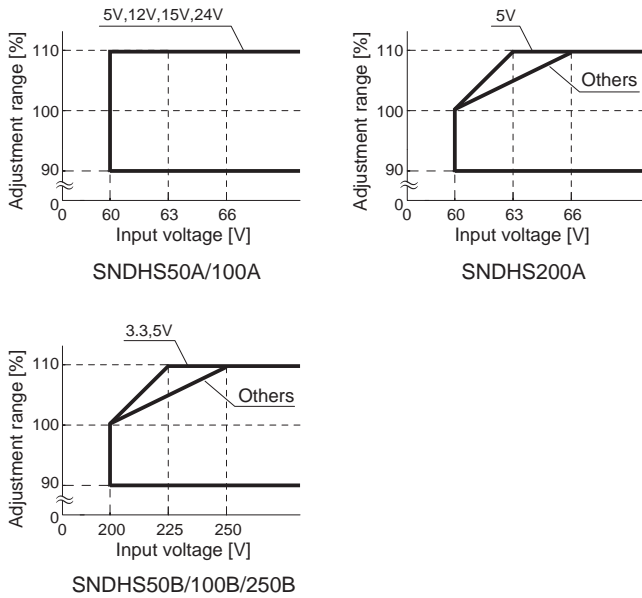 5V,12V,15V,24V
Adjustment range [%]
110
100
90
0
0 60 63 66
Input voltage [V]
SNDHS50A/100A
5V
Others
Adjustment range [%]
110
100
90
0
0 60 63 66
Input voltage [V]
SNDHS200A
3.3,5V
Others
Adjustment range [%]
110
100
90
0
0 200 225 250
Input voltage [V]
SNDHS50B/100B/250B